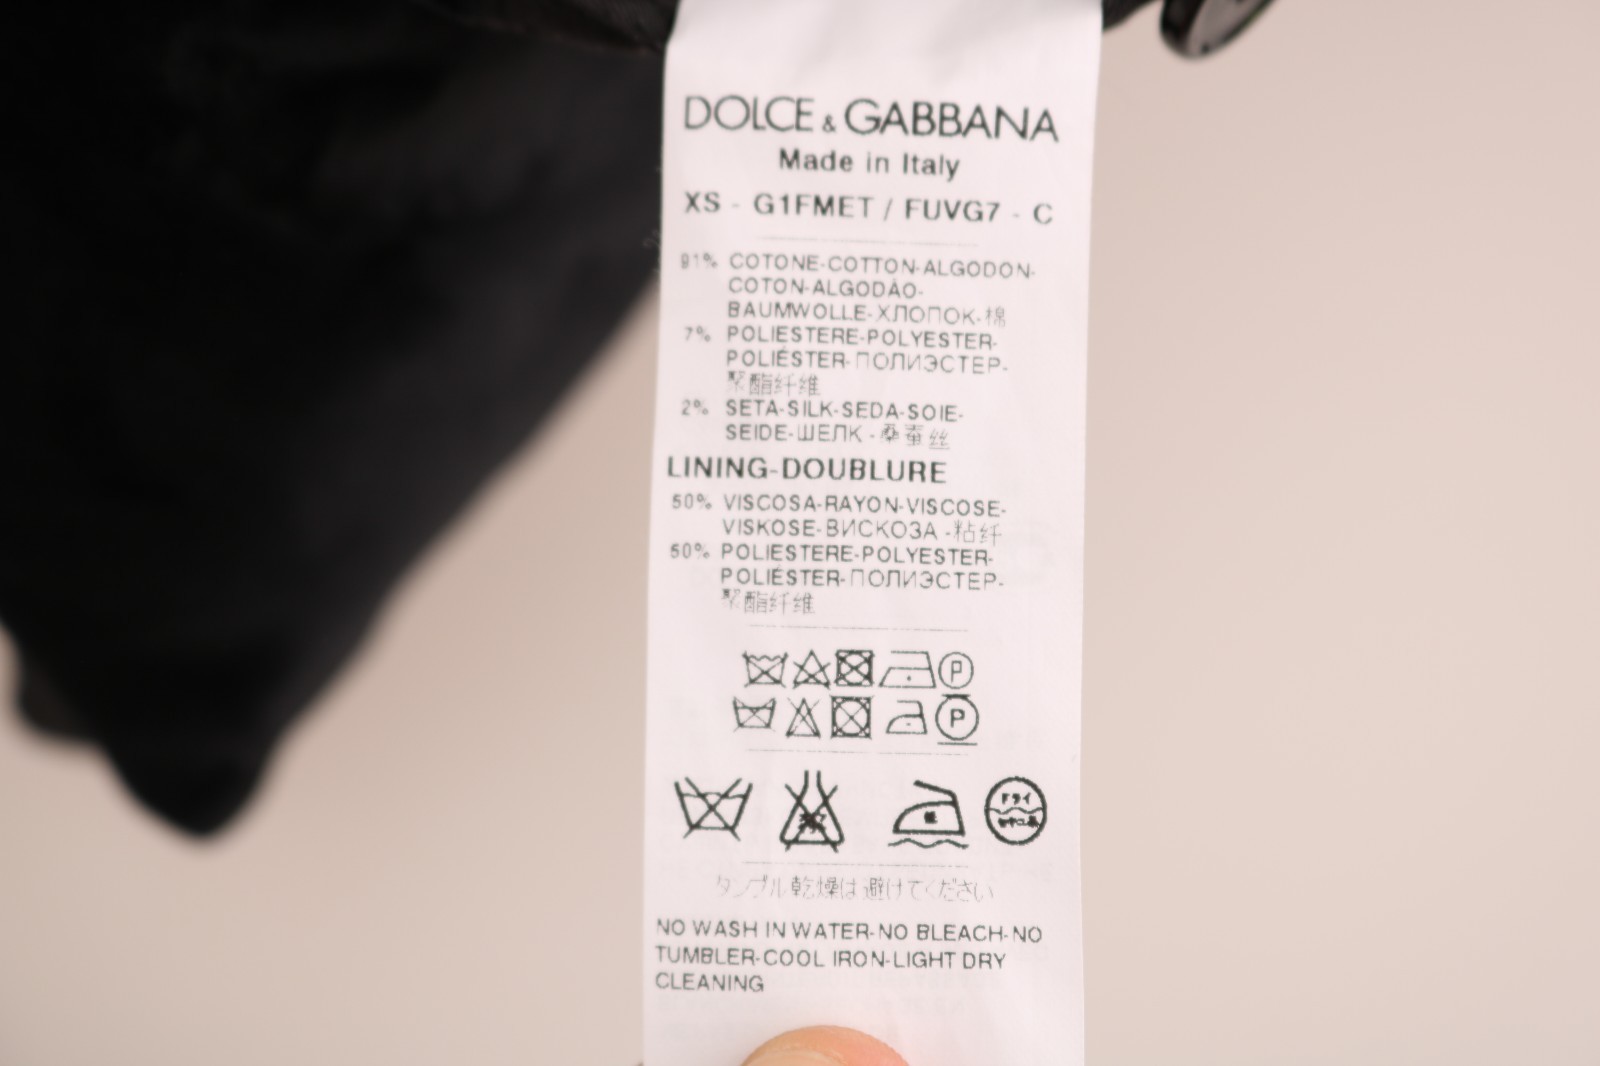 DOLCE & GABBANA
Made in Italy
XS - G1FMET / FUVG7 - C
91% COTONE-COTTON-ALGODON-
COTON-ALGODÃO-
BAUMWOLLE-ХЛОПОК-棉
7% POLIESTERE-POLYESTER-
POLIÉSTER-ПОЛИЭСТЕР-
聚酯纤维
2% SETA-SILK-SEDA-SOIE-
SEIDE-ШЕЛК-桑蚕丝
LINING-DOUBLURE
50% VISCOSA-RAYON-VISCOSE-
VISKOSE-ВИСКОЗА-粘纤
50% POLIESTERE-POLYESTER-
POLIÉSTER-ПОЛИЭСТЕР-
聚酯纤维
P
P
低 ドライ
タンブル乾燥は避けてください
NO WASH IN WATER-NO BLEACH-NO
TUMBLER-COOL IRON-LIGHT DRY
CLEANING